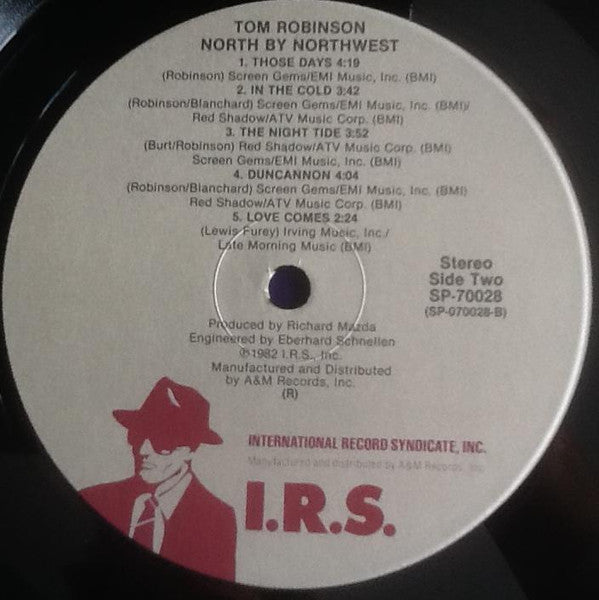 TOM ROBINSON
NORTH BY NORTHWEST
1. THOSE DAYS 4:19
(Robinson) Screen Gems/EMI Music, Inc. (BMI)
2. IN THE COLD 3:42
(Robinson/Blanchard) Screen Gems/EMI Music, Inc. (BMI)/
Red Shadow/ATV Music Corp. (BMI)
3. THE NIGHT TIDE 3:52
(Burt/Robinson) Red Shadow/ATV Music Corp. (BMI)
Screen Gems/EMI Music, Inc. (BMI)
4. DUNCANNON 4:04
(Robinson/Blanchard) Screen Gems/EMI Music, Inc. (BMI)
Red Shadow/ATV Music Corp. (BMI)
5. LOVE COMES 2:24
(Lewis Furey) Irving Music, Inc./
Late Morning Music (BMI)
Stereo
Side Two
SP-70028
(SP-070028-B)
Produced by Richard Mazda
Engineered by Eberhard Schnellen
℗1982 I.R.S., Inc.
Manufactured and Distributed
by A&M Records, Inc.
(R)
INTERNATIONAL RECORD SYNDICATE, INC.
Manufactured and distributed by A&M Records, Inc.
I.R.S.